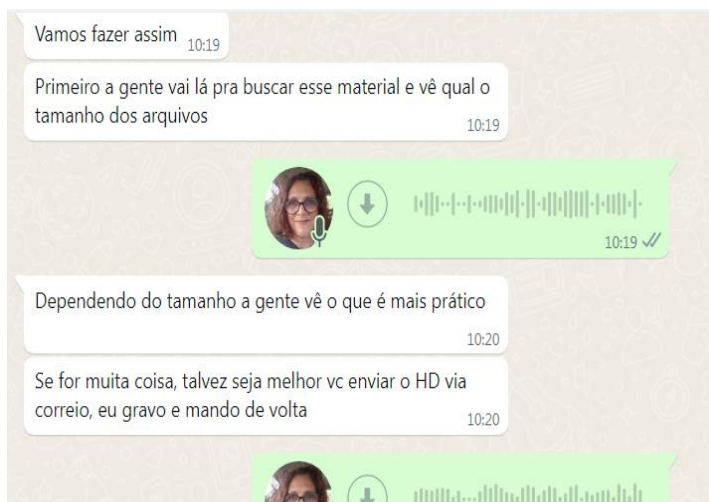 Vamos fazer assim
10:19
Primeiro a gente vai lá pra buscar esse material e vê qual o
tamanho dos arquivos
10:19
10:19
Dependendo do tamanho a gente vê o que é mais prático
10:20
Se for muita coisa, talvez seja melhor vc enviar o HD via
correio, eu gravo e mando de volta
10:20